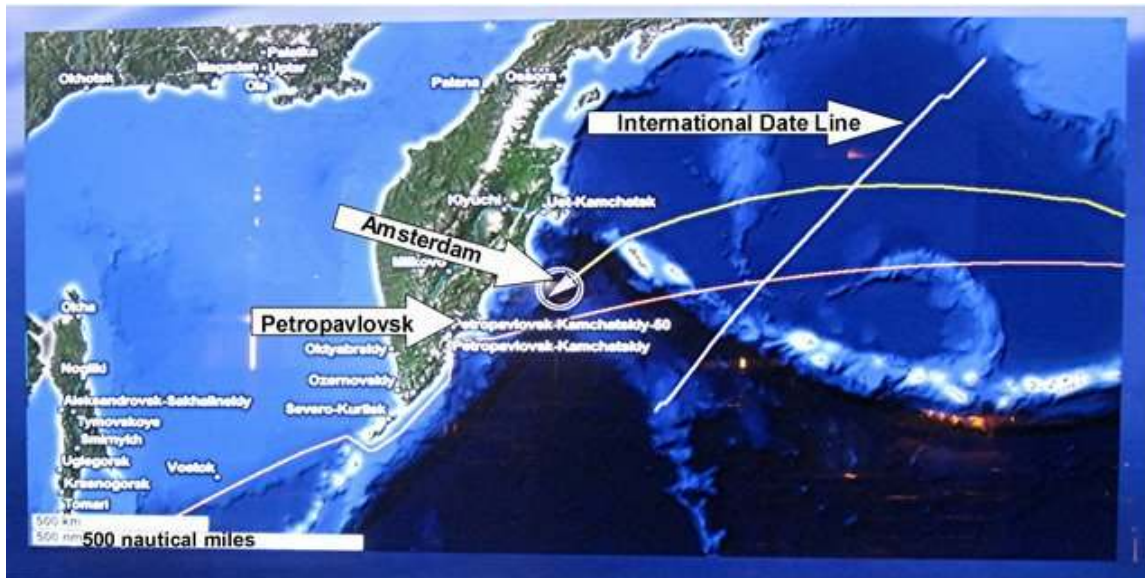 Palatka
Magadan
Uptar
Okhotsk
Ola
Palana
Ossora
International Date Line
Klyuchi
Ust-Kamchatsk
Amsterdam
Milkovo
Okha
Petropavlovsk
Petropavlovsk-Kamchatskiy-50
Oktyabrskiy
Petropavlovsk-Kamchatskiy
Nogliki
Ozernovskiy
Aleksandrovsk-Sakhalinskiy
Severo-Kurilsk
Tymovskoye
Smirnykh
Uglegorsk
Vostok
Krasnogorsk
Tomari
500 km
500 nm
500 nautical miles